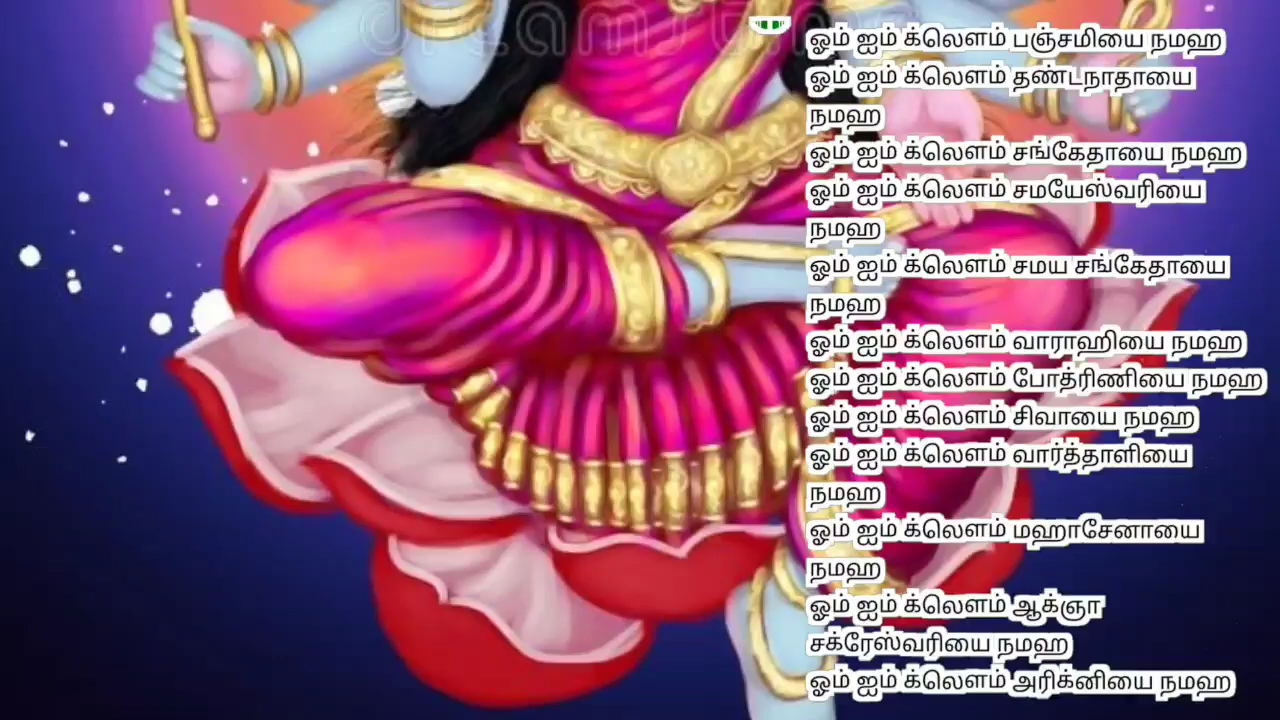 dreamstime
ஓம் ஐம் க்லௌம் பஞ்சமியை நமஹ
ஓம் ஐம் க்லௌம் தண்டநாதாயை
நமஹ
ஓம் ஐம் க்லௌம் சங்கேதாயை நமஹ
ஓம் ஐம் க்லௌம் சமயேஸ்வரியை
நமஹ
ஓம் ஐம் க்லௌம் சமய சங்கேதாயை
நமஹ
ஓம் ஐம் க்லௌம் வாராஹியை நமஹ
ஓம் ஐம் க்லௌம் போத்ரிணியை நமஹ
ஓம் ஐம் க்லௌம் சிவாயை நமஹ
ஓம் ஐம் க்லௌம் வார்த்தாளியை
நமஹ
ஓம் ஐம் க்லௌம் மஹாசேனாயை
நமஹ
ஓம் ஐம் க்லௌம் ஆக்ஞா
சக்ரேஸ்வரியை நமஹ
ஓம் ஐம் க்லௌம் அரிக்னியை நமஹ